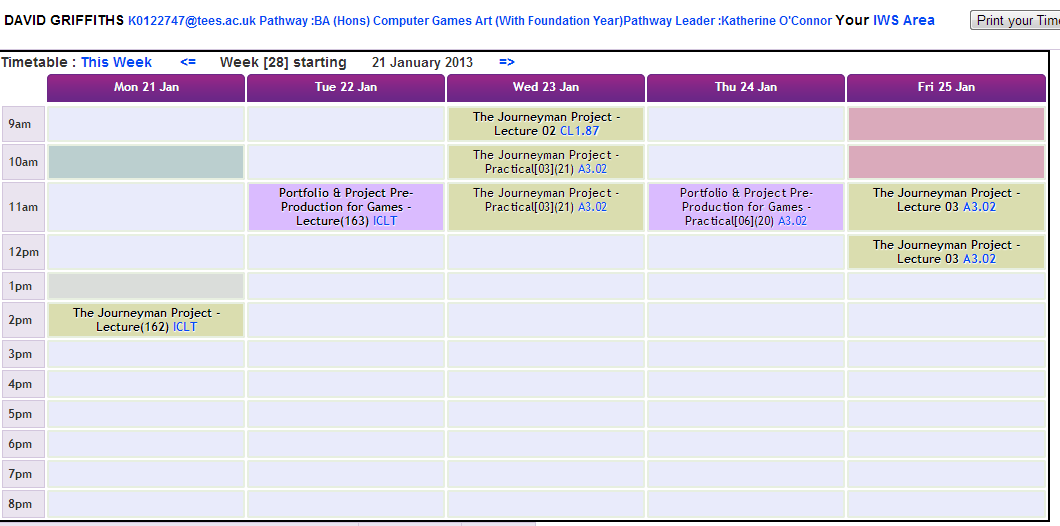 DAVID GRIFFITHS K0122747@tees.ac.uk Pathway :BA (Hons) Computer Games Art (With Foundation Year)Pathway Leader :Katherine O'Connor Your IWS Area Print your Time
Timetable : This Week <= Week [28] starting 21 January 2013 =>
Mon 21 Jan Tue 22 Jan Wed 23 Jan Thu 24 Jan Fri 25 Jan
9am
The Journeyman Project -
Lecture 02 CL1.87
10am
The Journeyman Project -
Practical[03](21) A3.02
11am
Portfolio & Project Pre-
Production for Games -
Lecture(163) ICLT
The Journeyman Project -
Practical[03](21) A3.02
Portfolio & Project Pre-
Production for Games -
Practical[06](20) A3.02
The Journeyman Project -
Lecture 03 A3.02
12pm
The Journeyman Project -
Lecture 03 A3.02
1pm
2pm
The Journeyman Project -
Lecture(162) ICLT
3pm
4pm
5pm
6pm
7pm
8pm